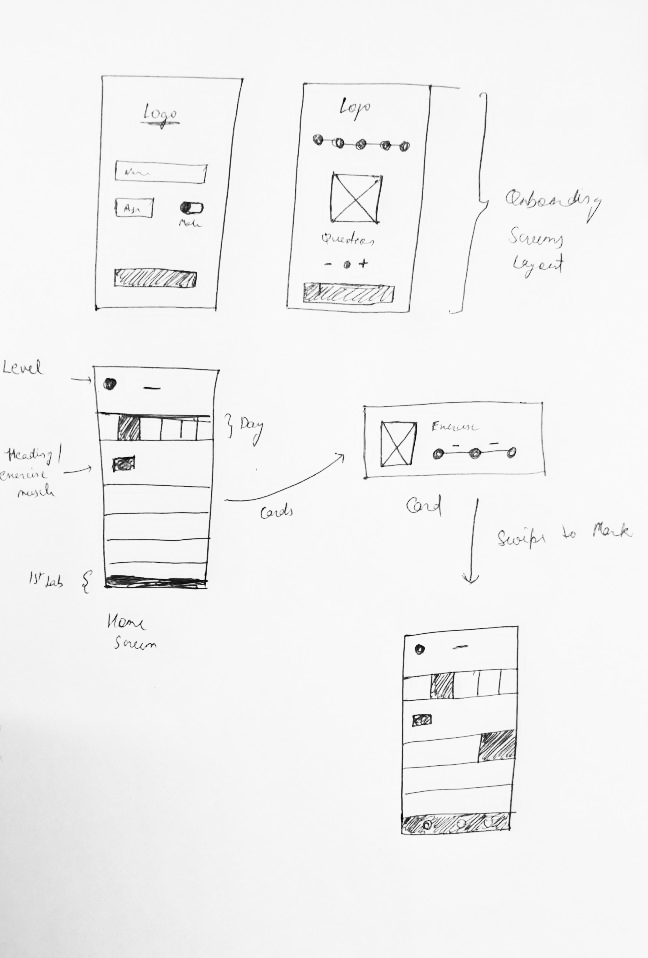 Logo
Name
Age
Male
Logo
Question
- +
Onboarding
Screens
Layout
Level
Day
Heading/
exercise
muscle
Cards
1st Tab
Home
Screen
Exercise
Card
Swipe to Mark